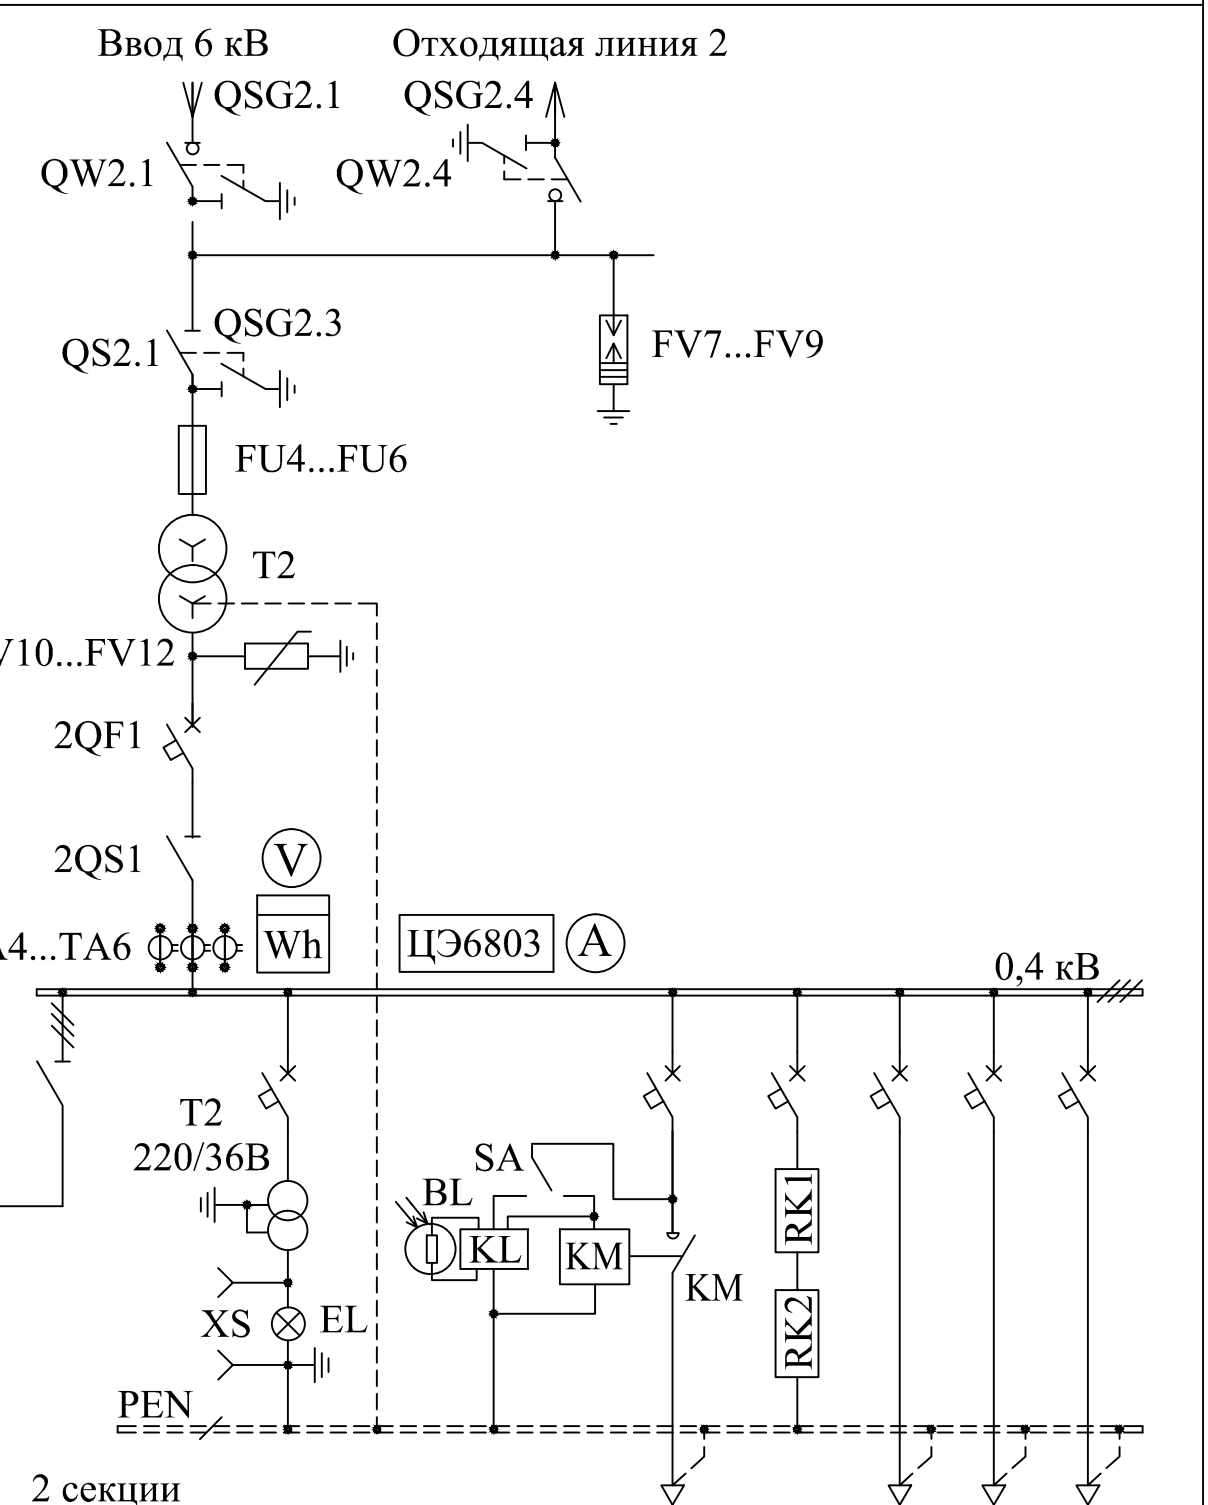 Ввод 6 кВ
Отходящая линия 2
QSG2.1
QSG2.4
QW2.1
QW2.4
QSG2.3
QS2.1
FV7...FV9
FU4...FU6
T2
V10...FV12
2QF1
2QS1
V
A4...TA6
Wh
ЦЭ6803
A
0,4 кВ
T2
220/36В
SA
BL
KL
KM
KM
RK1
RK2
XS
EL
PEN
2 секции